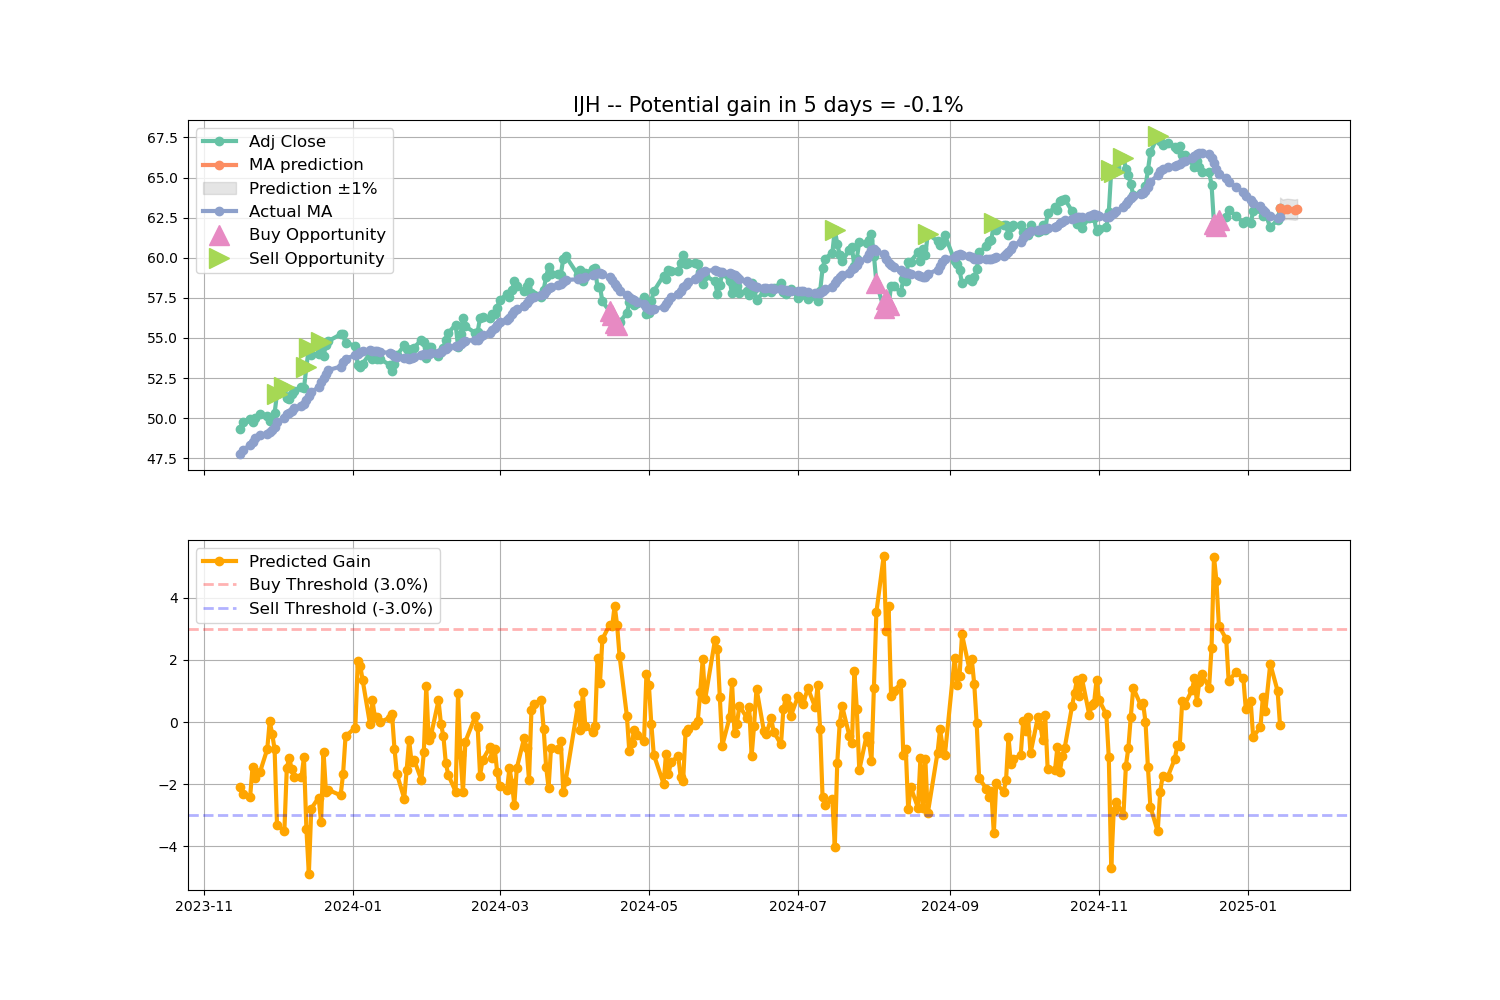 IJH -- Potential gain in 5 days = -0.1%
67.5
65.0
62.5
60.0
57.5
55.0
52.5
50.0
47.5
Adj Close
MA prediction
Prediction ±1%
Actual MA
Buy Opportunity
Sell Opportunity
4
2
0
−2
−4
Predicted Gain
Buy Threshold (3.0%)
Sell Threshold (-3.0%)
2023-11 2024-01 2024-03 2024-05 2024-07 2024-09 2024-11 2025-01